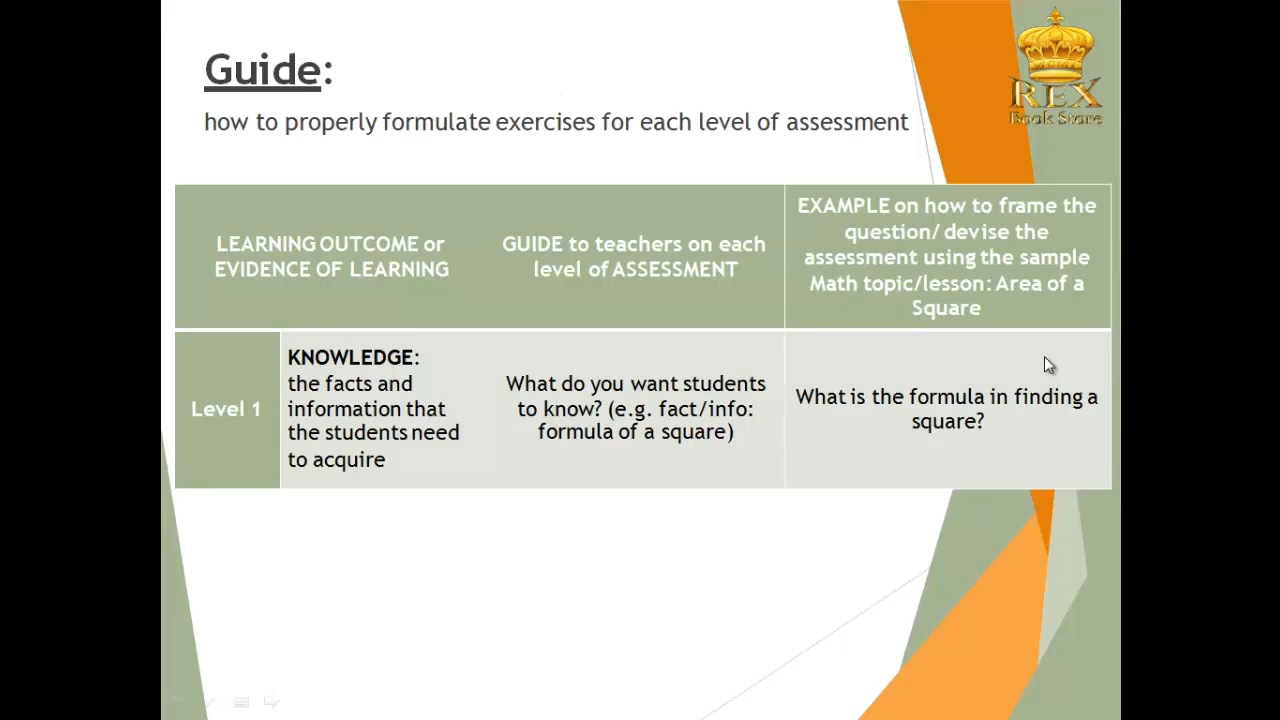 Guide:
how to properly formulate exercises for each level of assessment
REX
Book Store
LEARNING OUTCOME or
EVIDENCE OF LEARNING
GUIDE to teachers on each
level of ASSESSMENT
EXAMPLE on how to frame the
question/ devise the
assessment using the sample
Math topic/lesson: Area of a
Square
Level 1
KNOWLEDGE:
the facts and
information that
the students need
to acquire
What do you want students
to know? (e.g. fact/info:
formula of a square)
What is the formula in finding a
square?